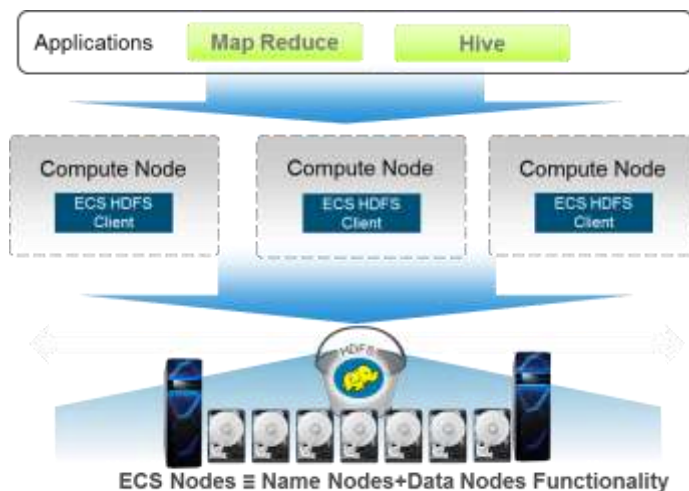 Applications
Map Reduce
Hive
Compute Node
ECS HDFS
Client
Compute Node
ECS HDFS
Client
Compute Node
ECS HDFS
Client
HDFS
ECS Nodes ≡ Name Nodes+Data Nodes Functionality